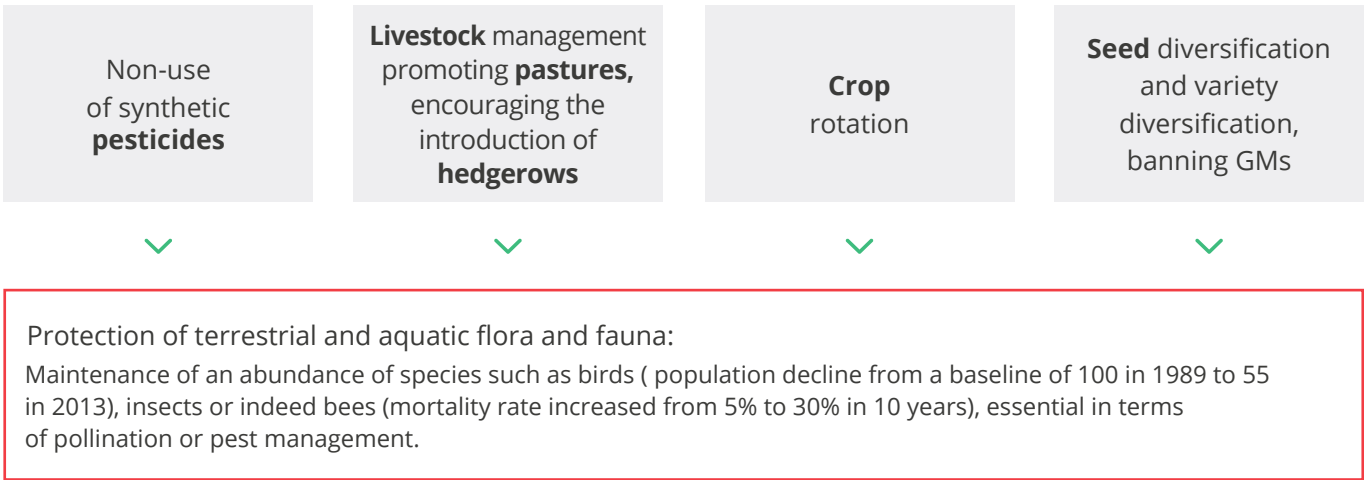 Non-use
of synthetic
pesticides
Livestock management
promoting pastures,
encouraging the
introduction of
hedgerows
Crop
rotation
Seed diversification
and variety
diversification,
banning GMs
Protection of terrestrial and aquatic flora and fauna:
Maintenance of an abundance of species such as birds ( population decline from a baseline of 100 in 1989 to 55
in 2013), insects or indeed bees (mortality rate increased from 5% to 30% in 10 years), essential in terms
of pollination or pest management.